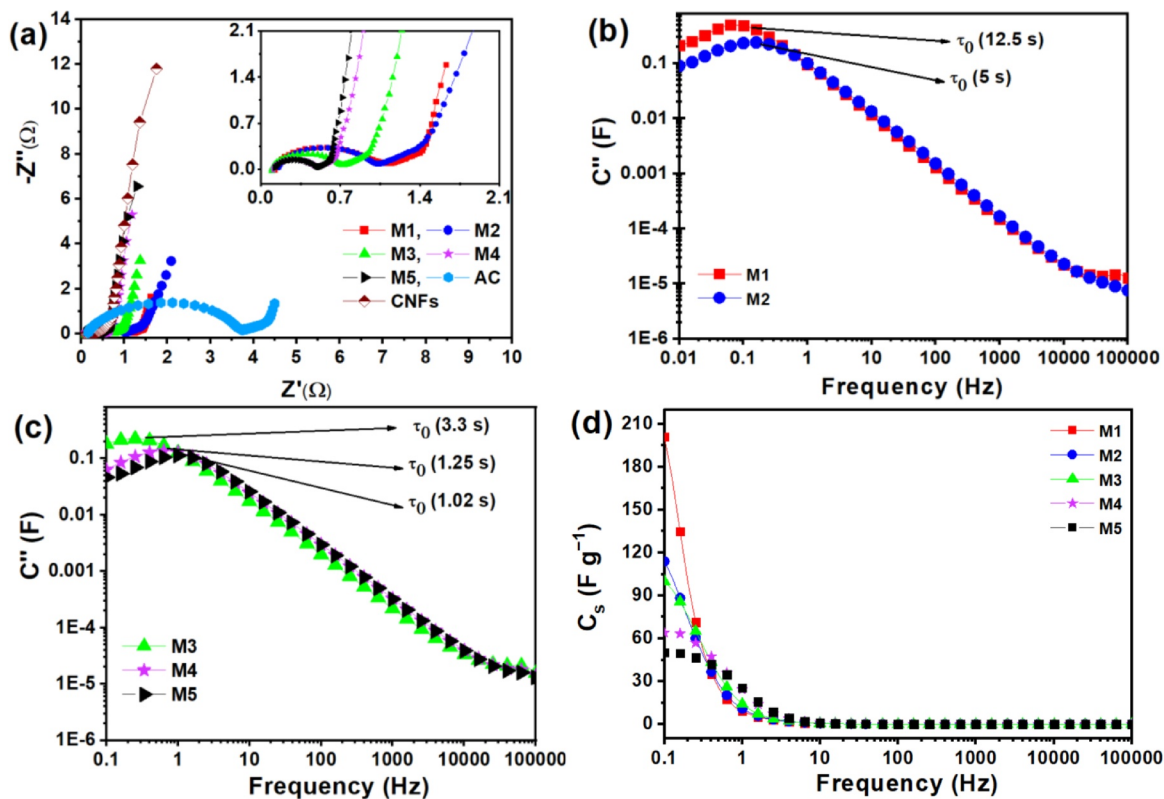 (a)
-Z''(Ω)
14
12
10
8
6
4
2
0
0 1 2 3 4 5 6 7 8 9 10
Z'(Ω)
2.1
1.4
0.7
0.0
0.7 1.4 2.1
M1, M2
M3, M4
M5, AC
CNFs
(b)
C'' (F)
0.1
0.01
0.001
1E-4
1E-5
1E-6
0.01 0.1 1 10 100 1000 10000 100000
Frequency (Hz)
τ0 (12.5 s)
τ0 (5 s)
M1
M2
(c)
C'' (F)
0.1
0.01
0.001
1E-4
1E-5
1E-6
0.1 1 10 100 1000 10000 100000
Frequency (Hz)
τ0 (3.3 s)
τ0 (1.25 s)
τ0 (1.02 s)
M3
M4
M5
(d)
Cs (F g−1)
210
180
150
120
90
60
30
0
0.1 1 10 100 1000 10000 100000
Frequency (Hz)
M1
M2
M3
M4
M5